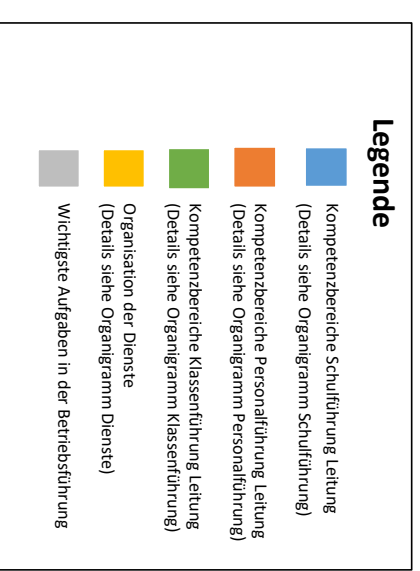 Legende
Kompetenzbereiche Schulführung Leitung
(Details siehe Organigramm Schulführung)
Kompetenzbereiche Personalführung Leitung
(Details siehe Organigramm Personalführung)
Kompetenzbereiche Klassenführung Leitung
(Details siehe Organigramm Klassenführung)
Organisation der Dienste
(Details siehe Organigramm Dienste)
Wichtigste Aufgaben in der Betriebsführung